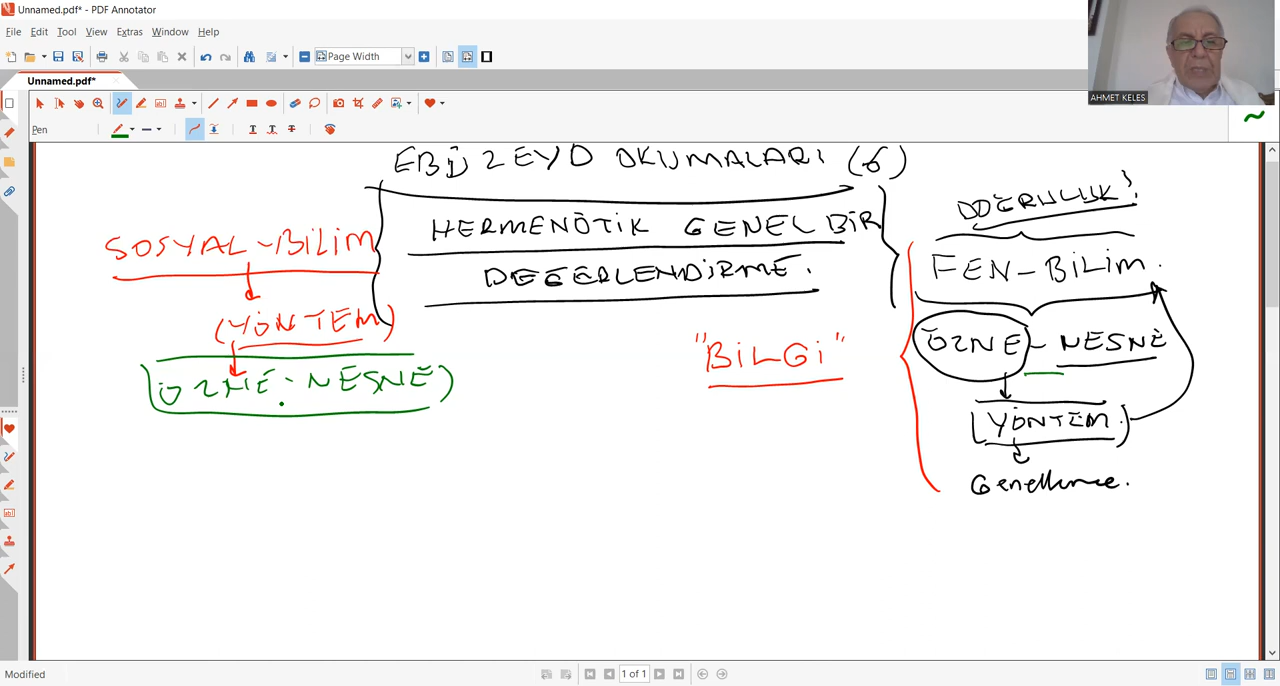 Unnamed.pdf* - PDF Annotator
File Edit Tool View Extras Window Help
Page Width
Unnamed.pdf*
Pen
AHMET KELES
EBÛ ZEYD OKUMALARI (6)
HERMENÖTİK GENEL BİR
DEĞERLENDİRME.
SOSYAL-BİLİM
(YÖNTEM)
ÖZNE-NESNE)
"BİLGİ"
DOĞRULUK?
FEN-BİLİM.
ÖZNE - NESNE
YÖNTEM.
Genelleme.
Modified
1 of 1